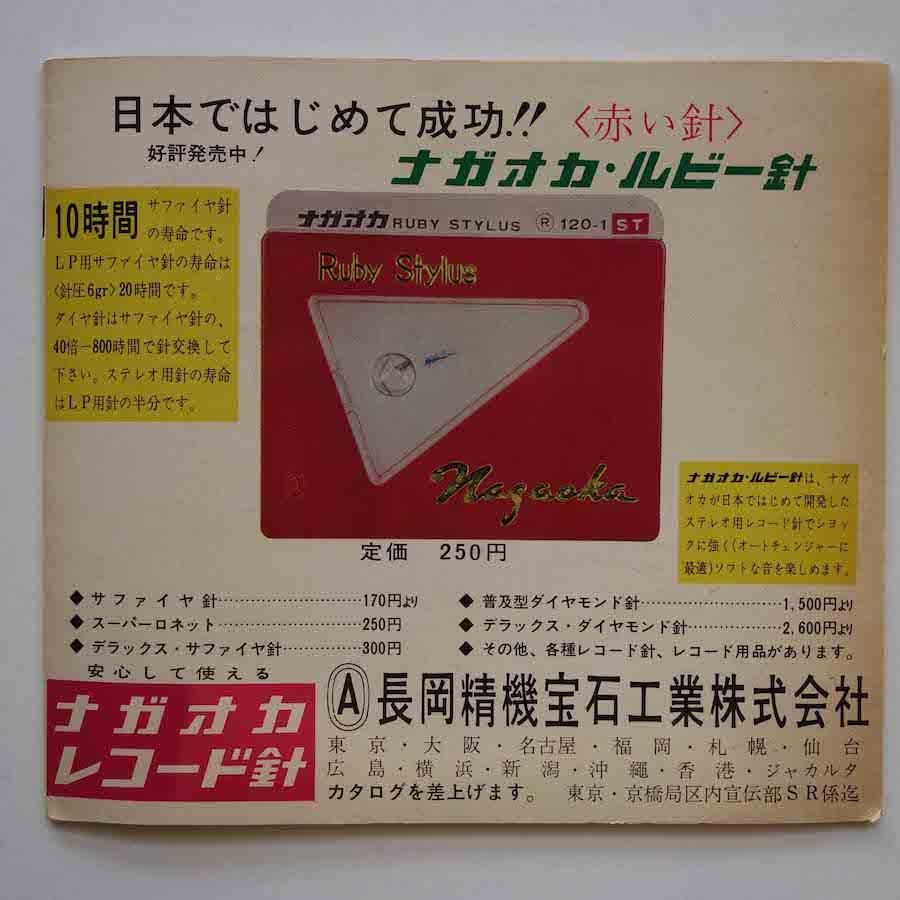 日本ではじめて成功!! 〈赤い針〉
好評発売中!
ナガオカ・ルビー針
10時間 サファイヤ針
の寿命です。
LP用サファイヤ針の寿命は
〈針圧6gr〉20時間です。
ダイヤ針はサファイヤ針の、
40倍−800時間で針交換して
下さい。ステレオ用針の寿命
はLP用針の半分です。
ナガオカ RUBY STYLUS Ⓡ 120-1 ST
Ruby Stylus
Nagaoka
定価 250円
ナガオカ・ルビー針は、ナガ
オカが日本ではじめて開発した
ステレオ用レコード針でショッ
クに強く(オートチェンジャーに
最適)ソフトな音を楽しめます。
◆ サファイヤ針……………170円より
◆ スーパーロネット……………250円
◆ デラックス・サファイヤ針………300円
◆ 普及型ダイヤモンド針……………1,500円より
◆ デラックス・ダイヤモンド針………2,600円より
◆ その他、各種レコード針、レコード用品があります。
安心して使える
ナガオカ
レコード針
Ⓐ長岡精機宝石工業株式会社
東京・大阪・名古屋・福岡・札幌・仙台
広島・横浜・新潟・沖縄・香港・ジャカルタ
カタログを差上げます。 東京・京橋局区内宣伝部SR係迄